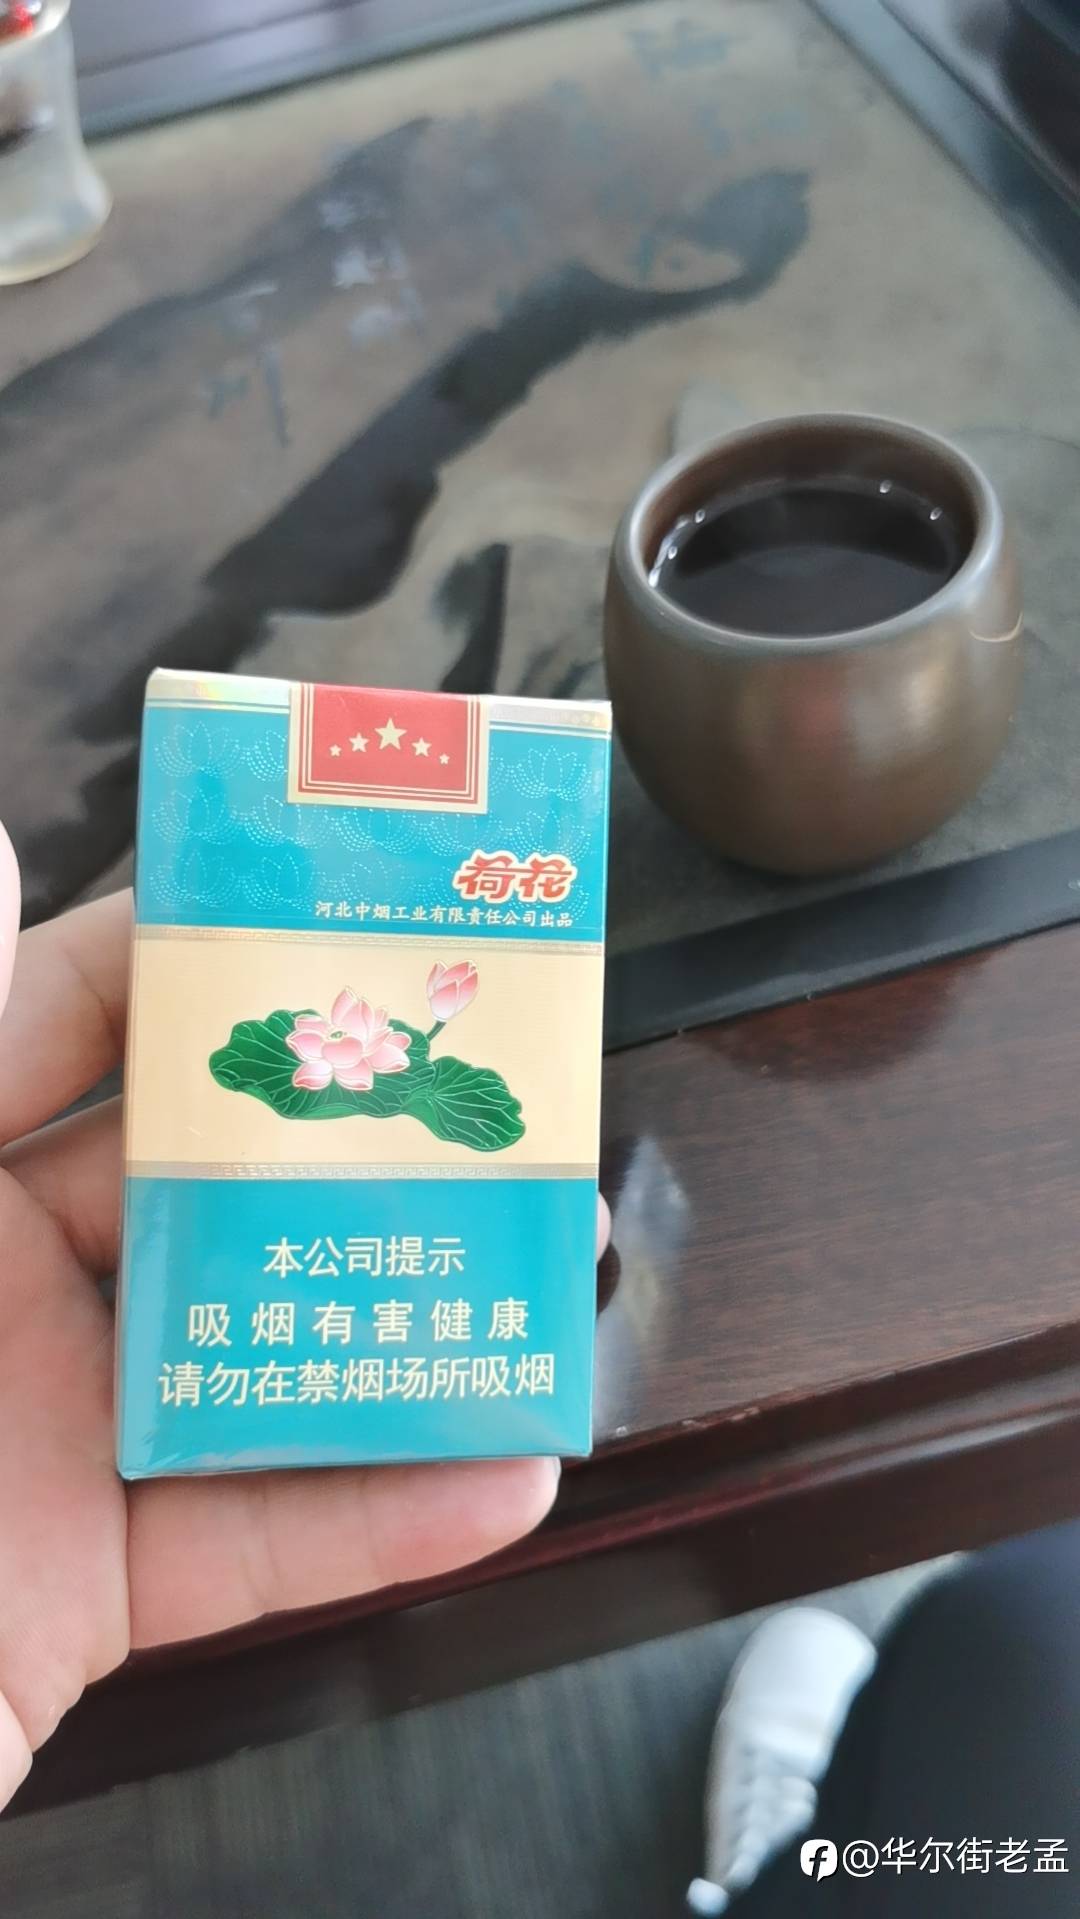 荷花
河北中烟工业有限责任公司出品
本公司提示
吸烟有害健康
请勿在禁烟场所吸烟
@华尔街老孟